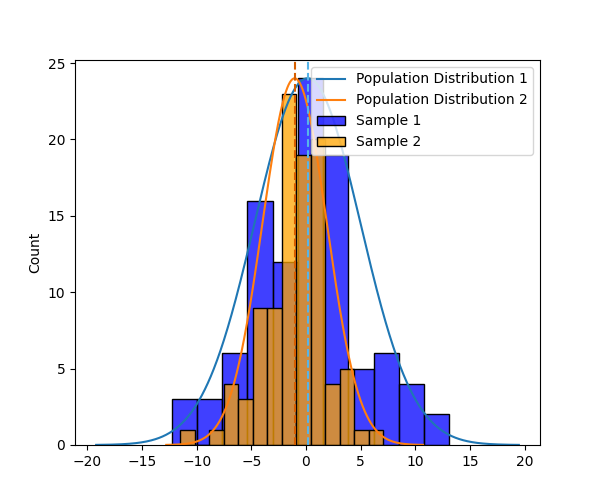 25
20
15
10
5
0
Count
Population Distribution 1
Population Distribution 2
Sample 1
Sample 2
−20 −15 −10 −5 0 5 10 15 20